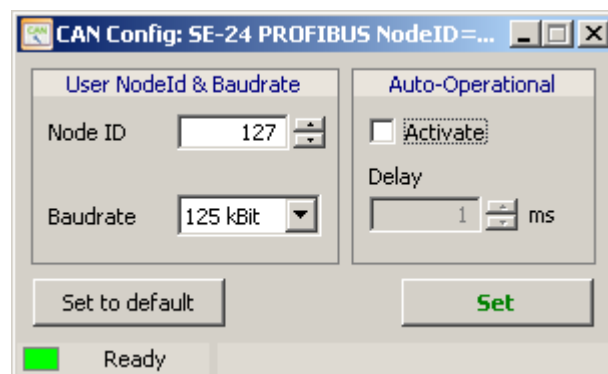 CAN Config: SE-24 PROFIBUS NodeID=...
User NodeId & Baudrate
Node ID
127
Baudrate
125 kBit
Auto-Operational
Activate
Delay
1
ms
Set to default
Set
Ready